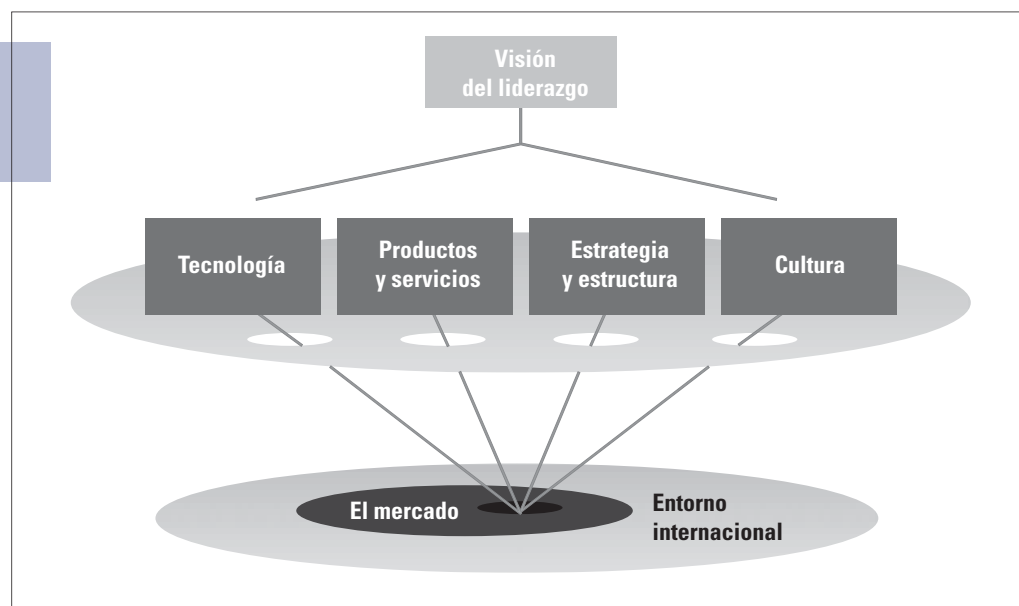 Visión
del liderazgo
Tecnología
Productos
y servicios
Estrategia
y estructura
Cultura
El mercado
Entorno
internacional